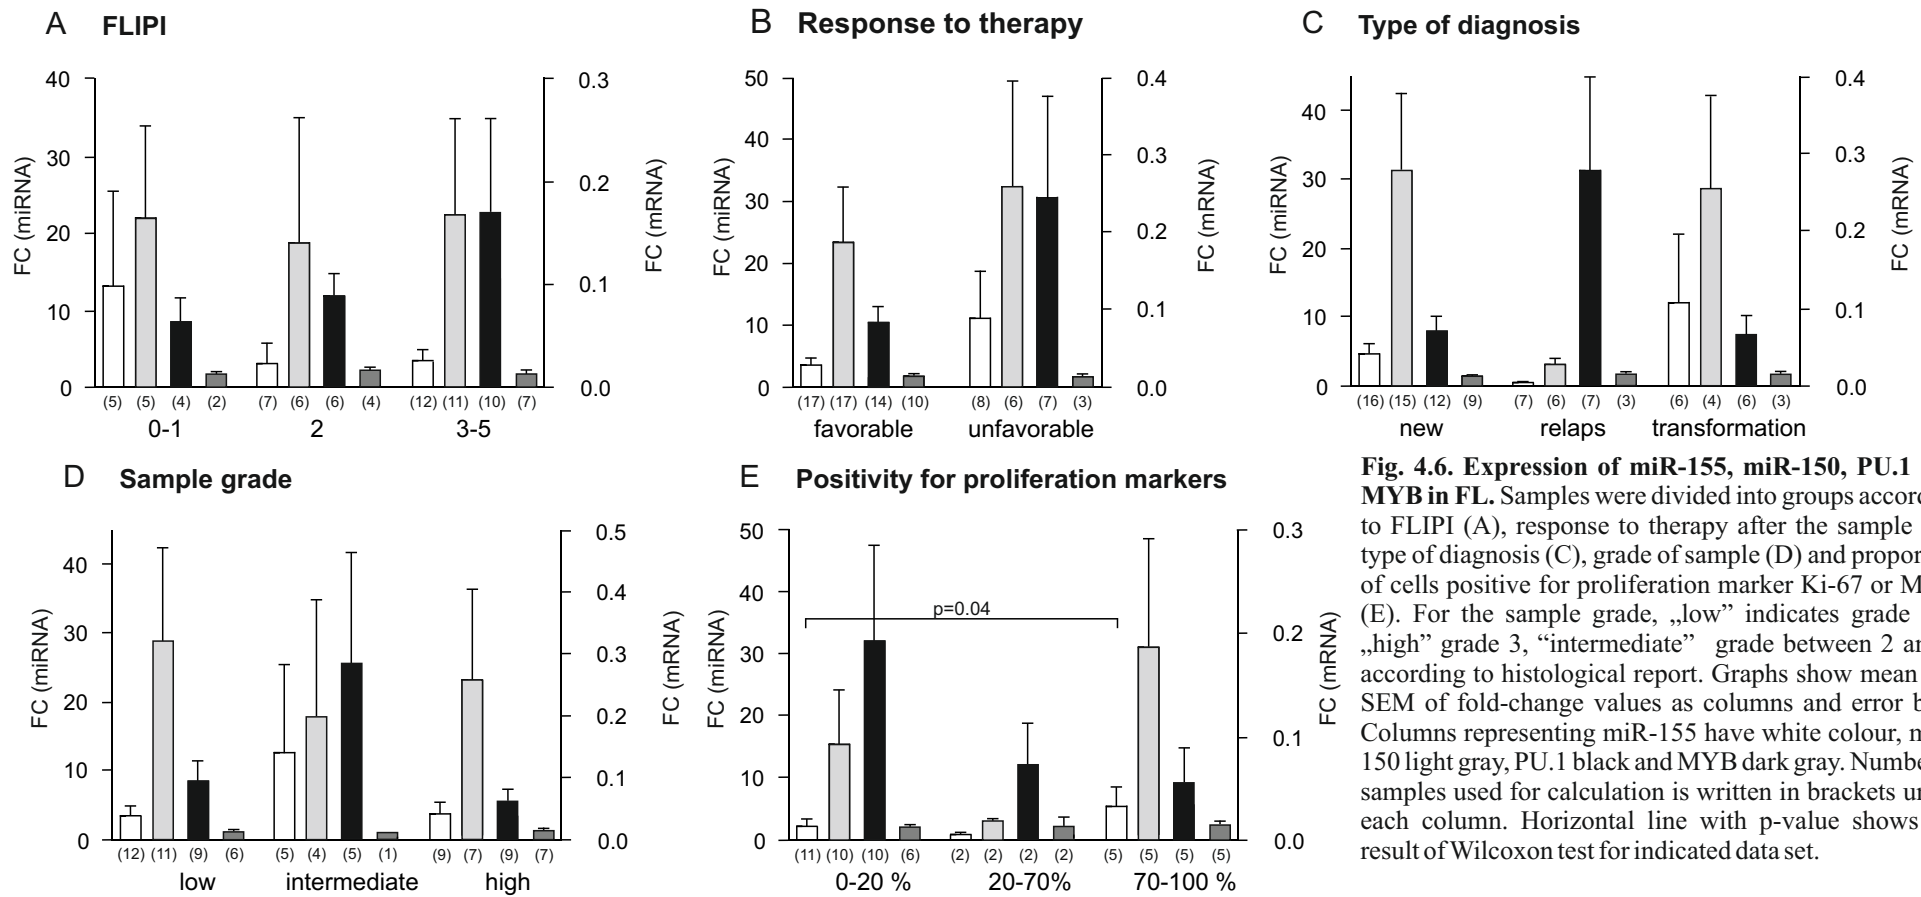 A FLIPI
40
30
20
10
0
FC (miRNA)
0.3
0.2
0.1
0.0
FC (mRNA)
(5) (5) (4) (2) (7) (6) (6) (4) (12) (11) (10) (7)
0-1 2 3-5
B Response to therapy
50
40
30
20
10
0
FC (miRNA)
0.4
0.3
0.2
0.1
0.0
FC (mRNA)
(17) (17) (14) (10) (8) (6) (7) (3)
favorable unfavorable
C Type of diagnosis
40
30
20
10
0
FC (miRNA)
0.4
0.3
0.2
0.1
0.0
FC (mRNA)
(16) (15) (12) (9) (7) (6) (7) (3) (6) (4) (6) (3)
new relaps transformation
D Sample grade
40
30
20
10
0
FC (miRNA)
0.5
0.4
0.3
0.2
0.1
0.0
FC (mRNA)
(12) (11) (9) (6) (5) (4) (5) (1) (9) (7) (9) (7)
low intermediate high
E Positivity for proliferation markers
50
40
30
20
10
0
FC (miRNA)
p=0.04
0.3
0.2
0.1
0.0
FC (mRNA)
(11) (10) (10) (6) (2) (2) (2) (2) (5) (5) (5) (5)
0-20 % 20-70% 70-100 %
Fig. 4.6. Expression of miR-155, miR-150, PU.1
MYB in FL. Samples were divided into groups accord
to FLIPI (A), response to therapy after the sample
type of diagnosis (C), grade of sample (D) and propor
of cells positive for proliferation marker Ki-67 or M
(E). For the sample grade, „low” indicates grade
„high” grade 3, “intermediate” grade between 2 an
according to histological report. Graphs show mean
SEM of fold-change values as columns and error b
Columns representing miR-155 have white colour, m
150 light gray, PU.1 black and MYB dark gray. Numbe
samples used for calculation is written in brackets un
each column. Horizontal line with p-value shows
result of Wilcoxon test for indicated data set.